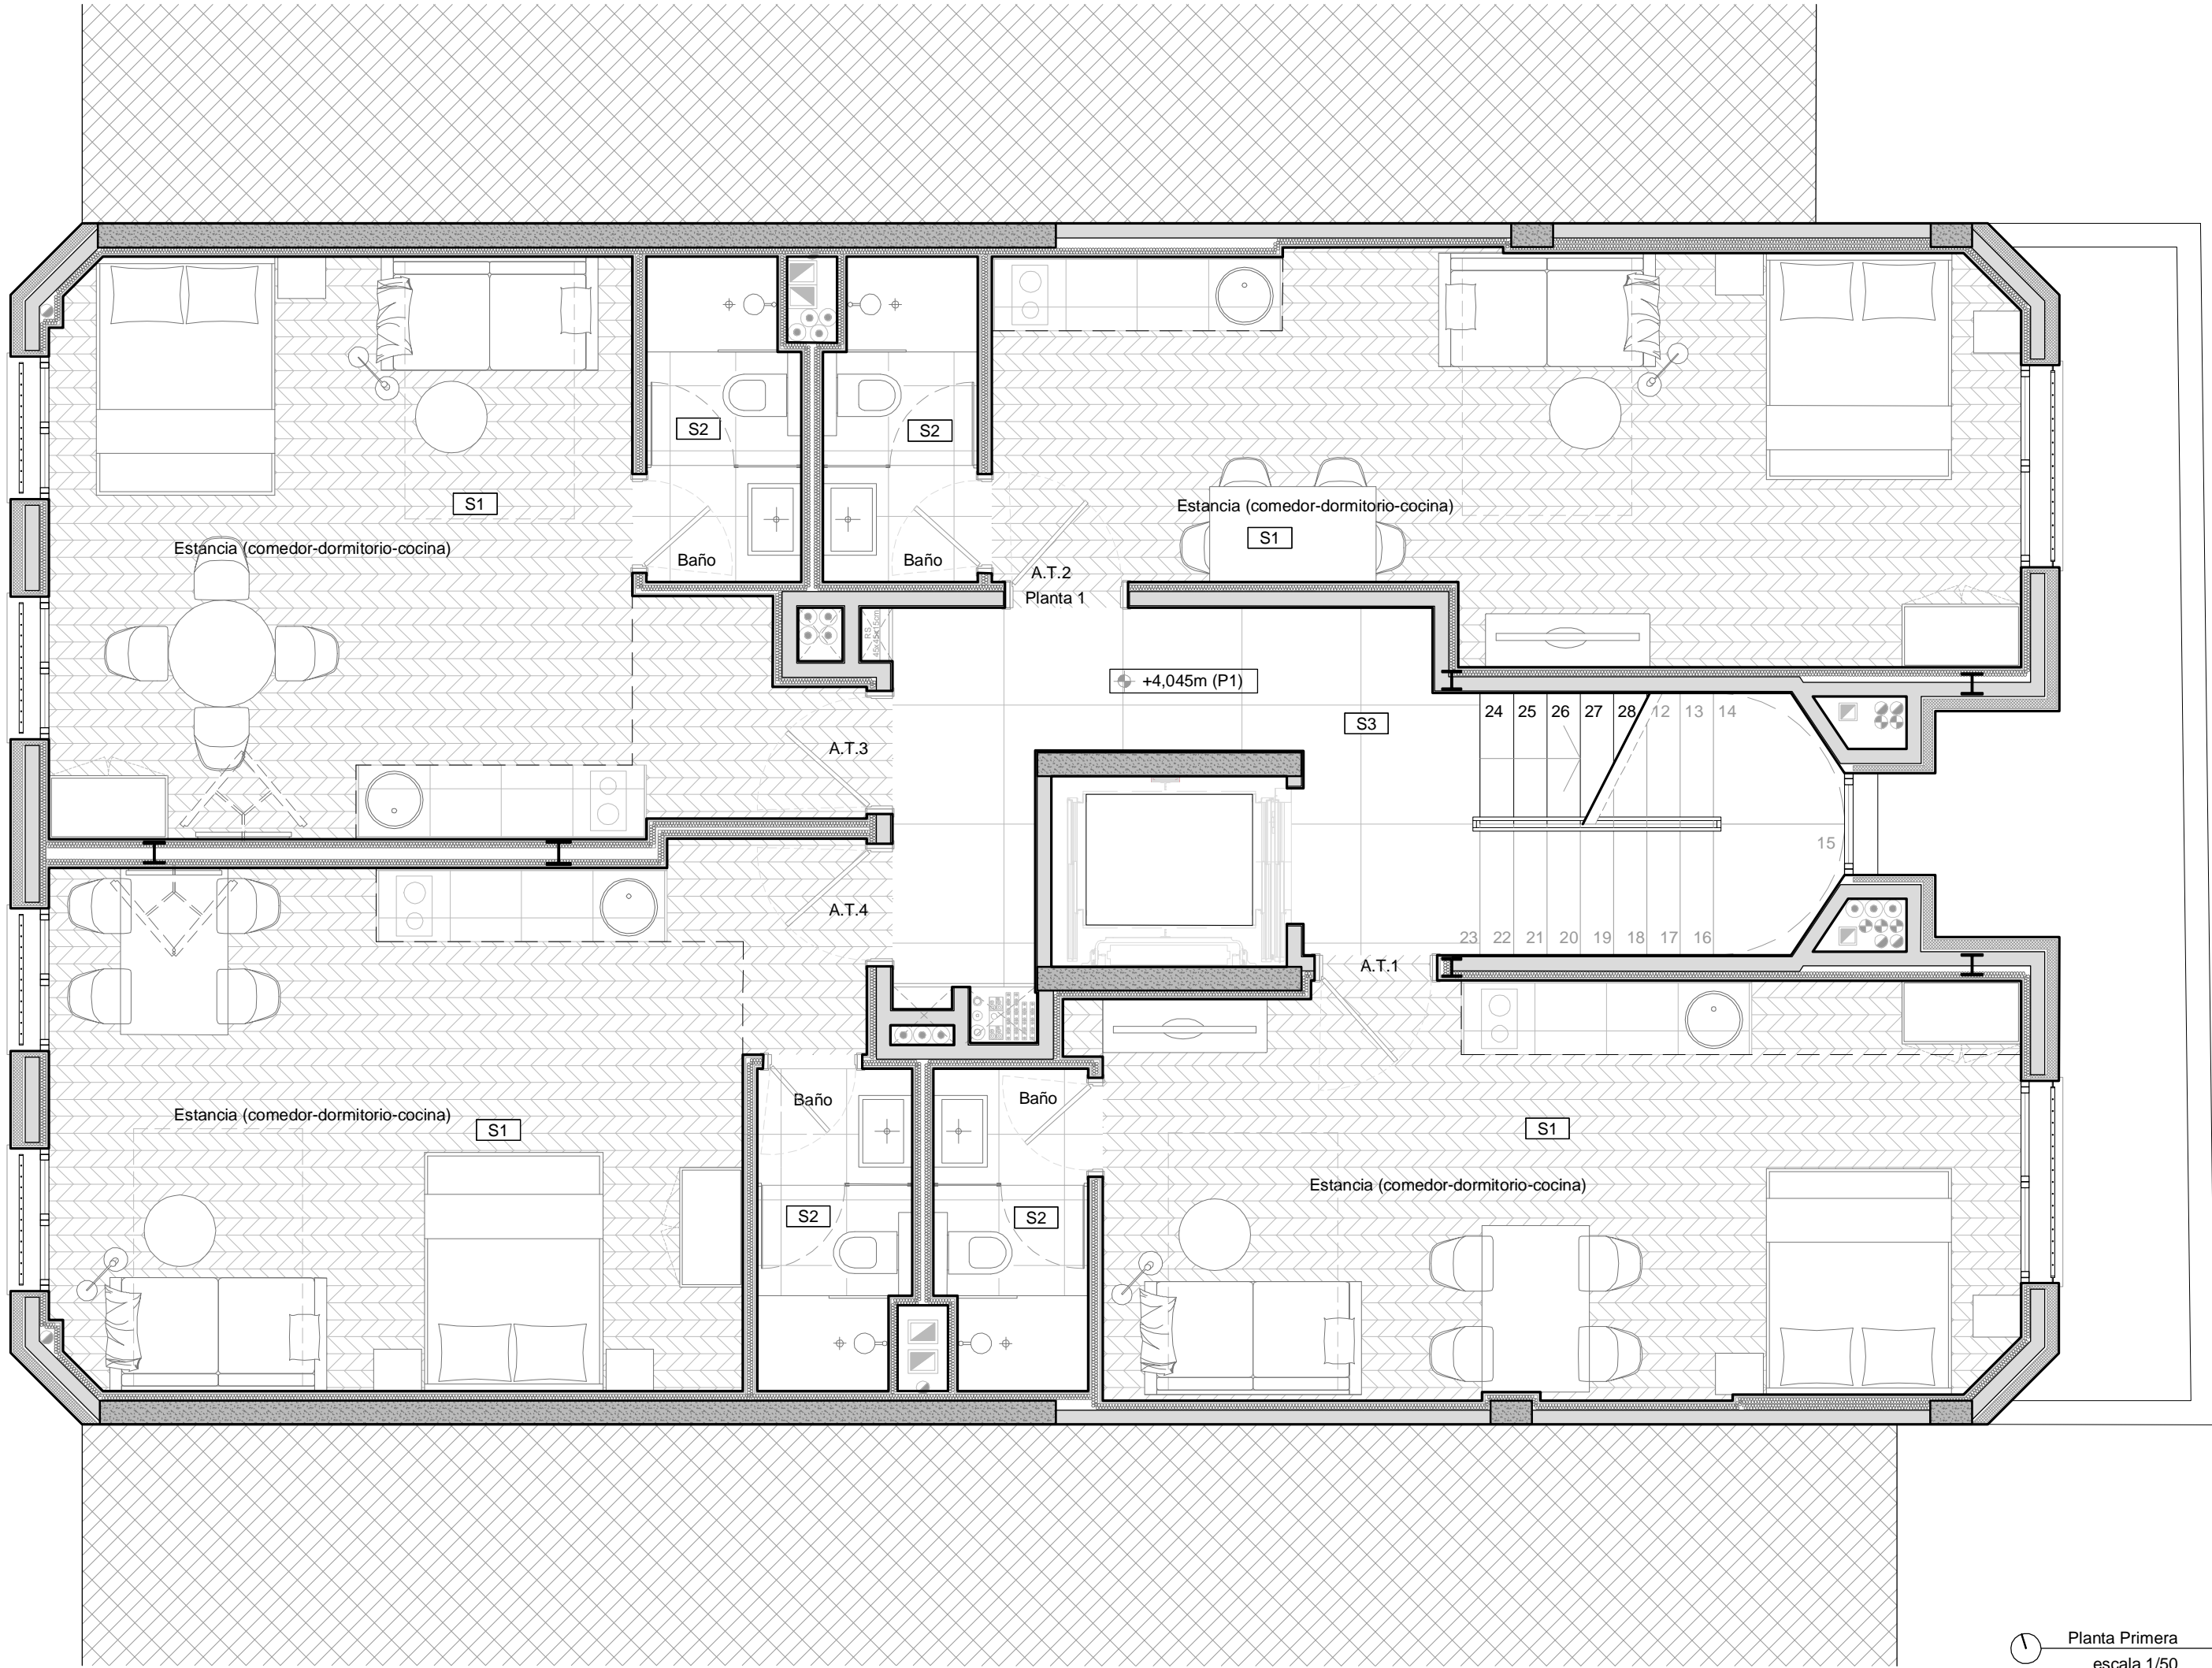 S2
S2
S1
Estancia (comedor-dormitorio-cocina)
Estancia (comedor-dormitorio-cocina)
S1
Baño
Baño
A.T.2
Planta 1
RS
45x45x15cm
+4,045m (P1)
S3
24 25 26 27 28 12 13 14
A.T.3
15
A.T.4
23 22 21 20 19 18 17 16
A.T.1
Baño
Baño
Estancia (comedor-dormitorio-cocina)
S1
S1
Estancia (comedor-dormitorio-cocina)
S2
S2
Planta Primera
escala 1/50